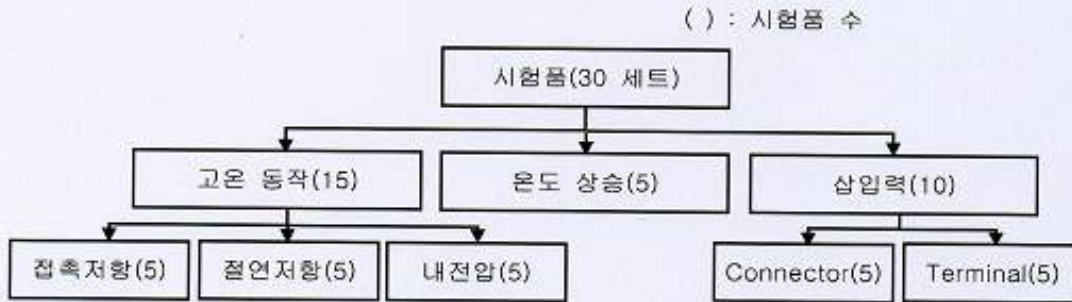 ( ) : 시험품 수
시험품(30 세트)
고온 동작(15)
온도 상승(5)
삽입력(10)
접촉저항(5)
절연저항(5)
내전압(5)
Connector(5)
Terminal(5)